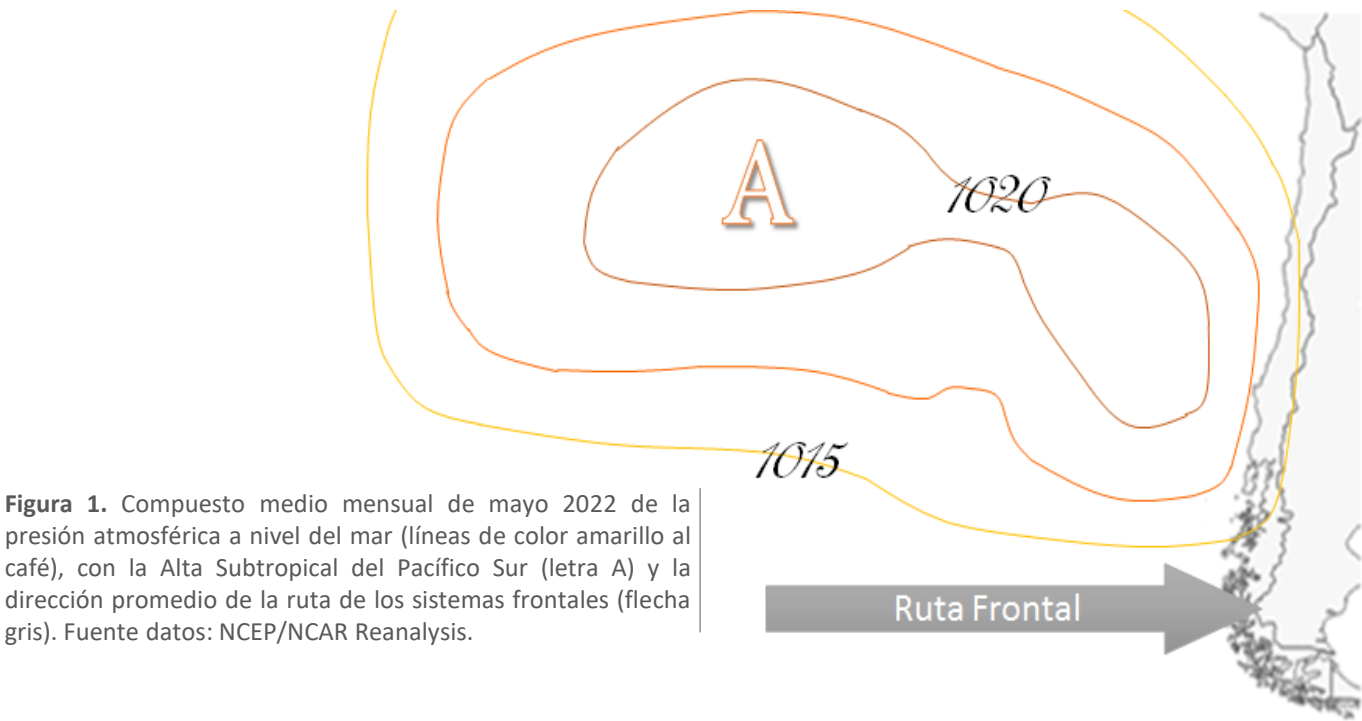 A
1020
1015
Figura 1. Compuesto medio mensual de mayo 2022 de la
presión atmosférica a nivel del mar (líneas de color amarillo al
café), con la Alta Subtropical del Pacífico Sur (letra A) y la
dirección promedio de la ruta de los sistemas frontales (flecha
gris). Fuente datos: NCEP/NCAR Reanalysis.
Ruta Frontal